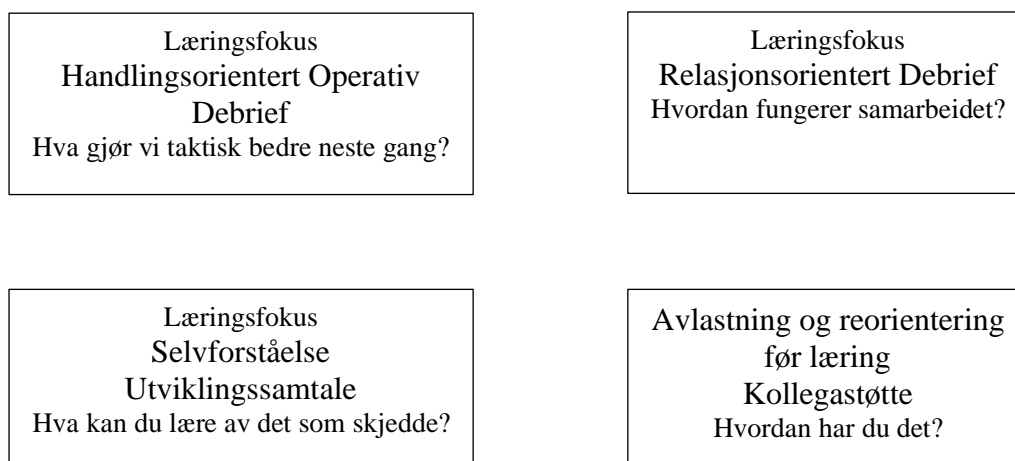 Læringsfokus
Handlingsorientert Operativ
Debrief
Hva gjør vi taktisk bedre neste gang?
Læringsfokus
Relasjonsorientert Debrief
Hvordan fungerer samarbeidet?
Læringsfokus
Selvforståelse
Utviklingssamtale
Hva kan du lære av det som skjedde?
Avlastning og reorientering
før læring
Kollegastøtte
Hvordan har du det?